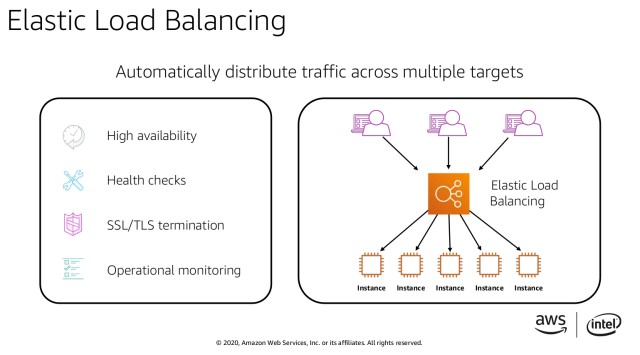 Elastic Load Balancing
Automatically distribute traffic across multiple targets
High availability
Health checks
SSL/TLS termination
Operational monitoring
Elastic Load
Balancing
Instance Instance Instance Instance Instance
aws intel
© 2020, Amazon Web Services, Inc. or its affiliates. All rights reserved.